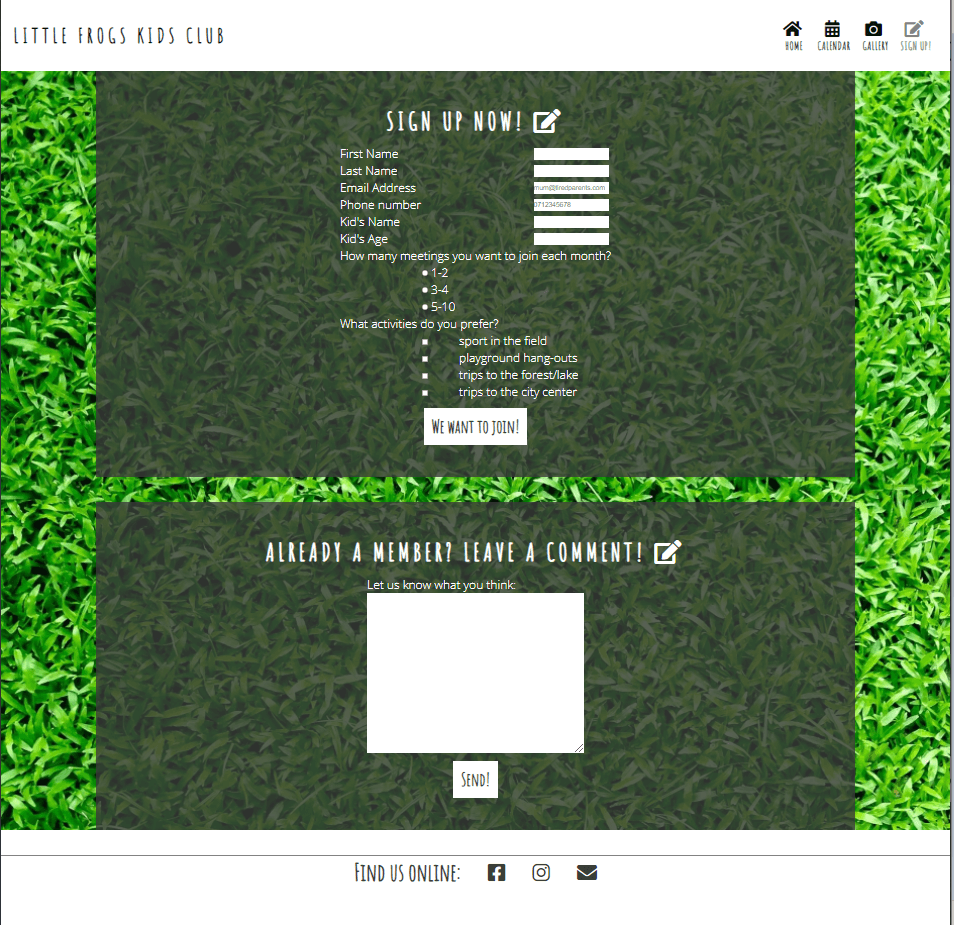 LITTLE FROGS KIDS CLUB
HOME CALENDAR GALLERY SIGN UP!
SIGN UP NOW!
First Name
Last Name
Email Address mum@tiredparents.com
Phone number 0712345678
Kid's Name
Kid's Age
How many meetings you want to join each month?
1-2
3-4
5-10
What activities do you prefer?
sport in the field
playground hang-outs
trips to the forest/lake
trips to the city center
We want to join!
ALREADY A MEMBER? LEAVE A COMMENT!
Let us know what you think:
Send!
Find us online: